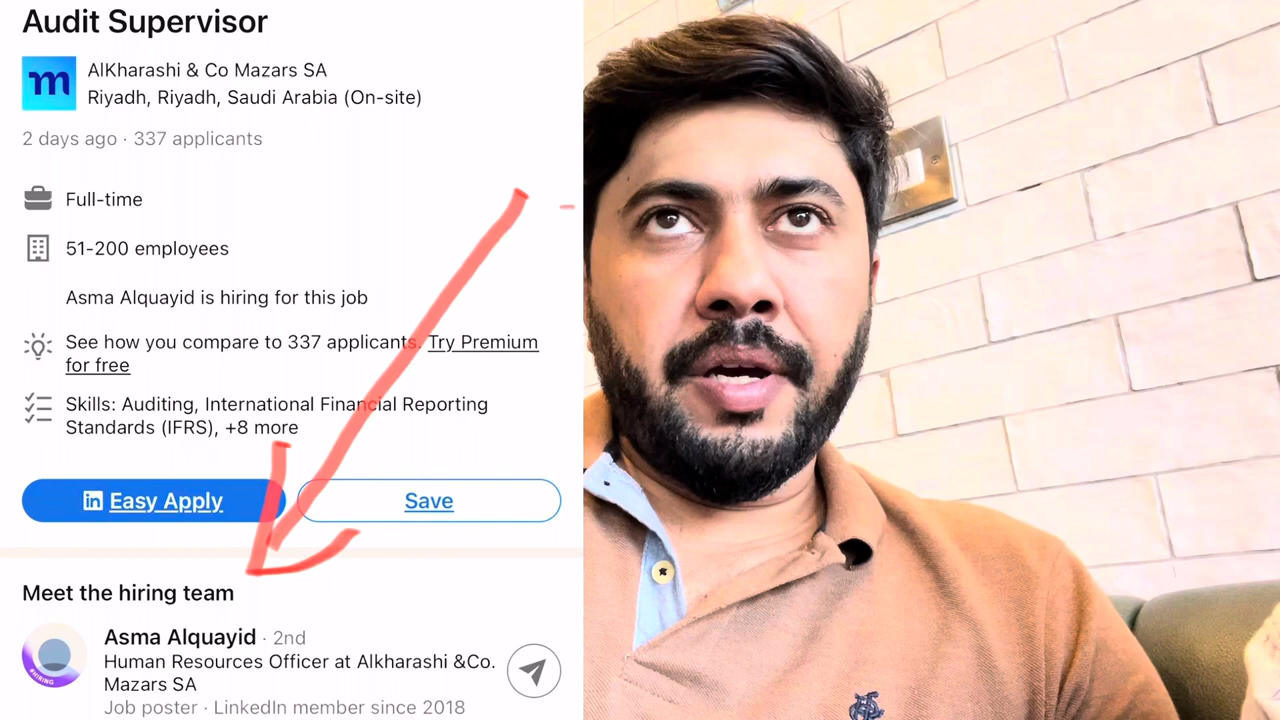 Audit Supervisor
m
AlKharashi & Co Mazars SA
Riyadh, Riyadh, Saudi Arabia (On-site)
2 days ago · 337 applicants
Full-time
51-200 employees
Asma Alquayid is hiring for this job
See how you compare to 337 applicants. Try Premium
for free
Skills: Auditing, International Financial Reporting
Standards (IFRS), +8 more
in Easy Apply
Save
Meet the hiring team
Asma Alquayid · 2nd
Human Resources Officer at Alkharashi &Co.
Mazars SA
Job poster · LinkedIn member since 2018
#HIRING